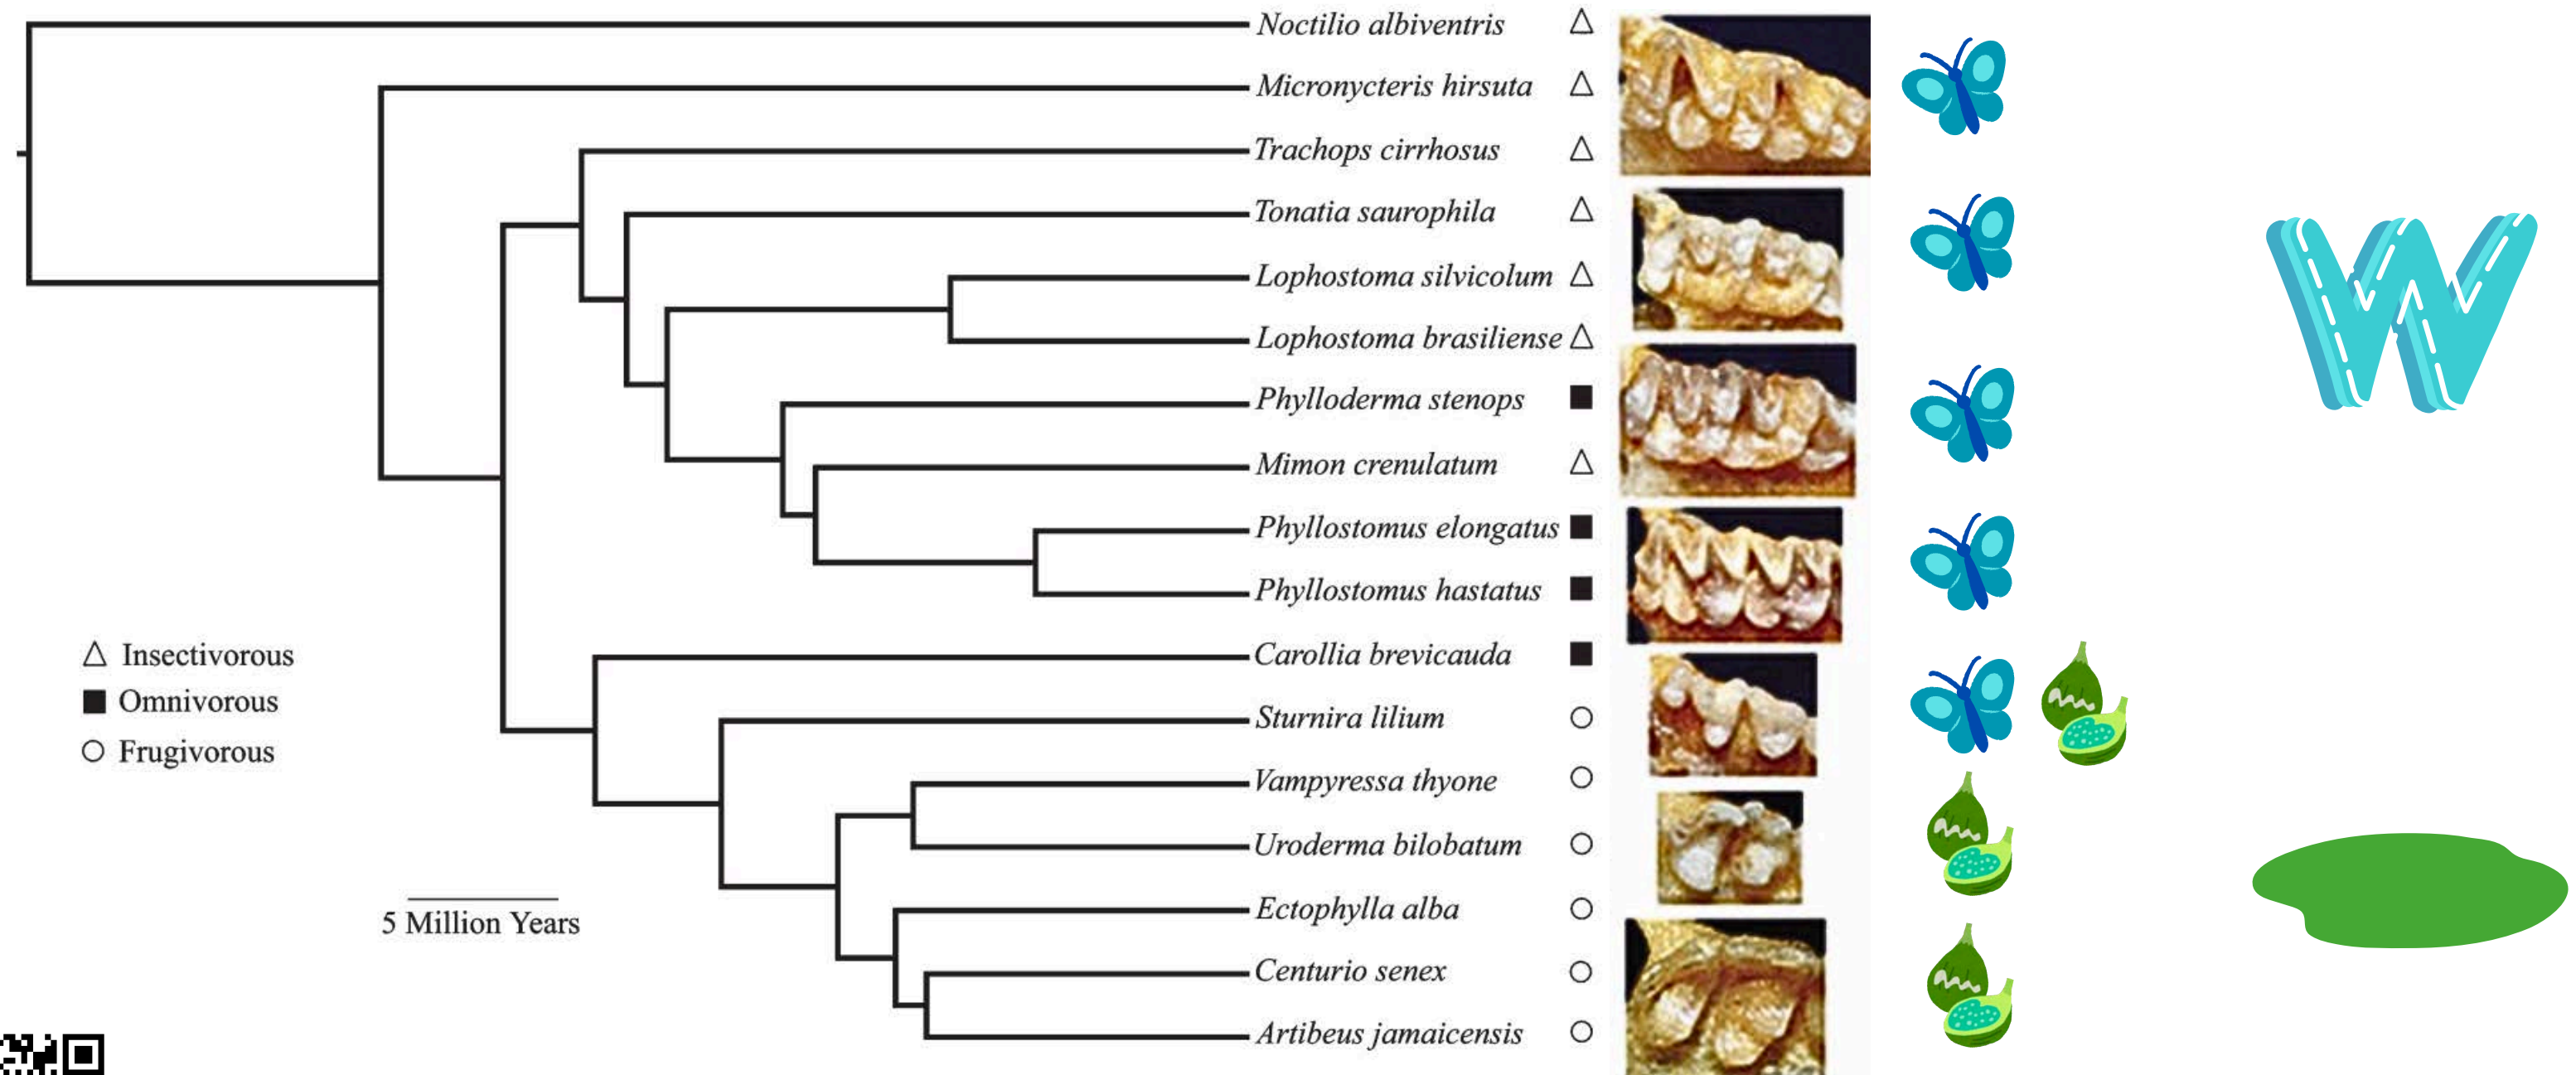 Noctilio albiventris
Micronycteris hirsuta
Trachops cirrhosus
Tonatia saurophila
Lophostoma silvicolum
Lophostoma brasiliense
Phylloderma stenops
Mimon crenulatum
Phyllostomus elongatus
Phyllostomus hastatus
Carollia brevicauda
Sturnira lilium
Vampyressa thyone
Uroderma bilobatum
Ectophylla alba
Centurio senex
Artibeus jamaicensis
Insectivorous
Omnivorous
Frugivorous
5 Million Years
W